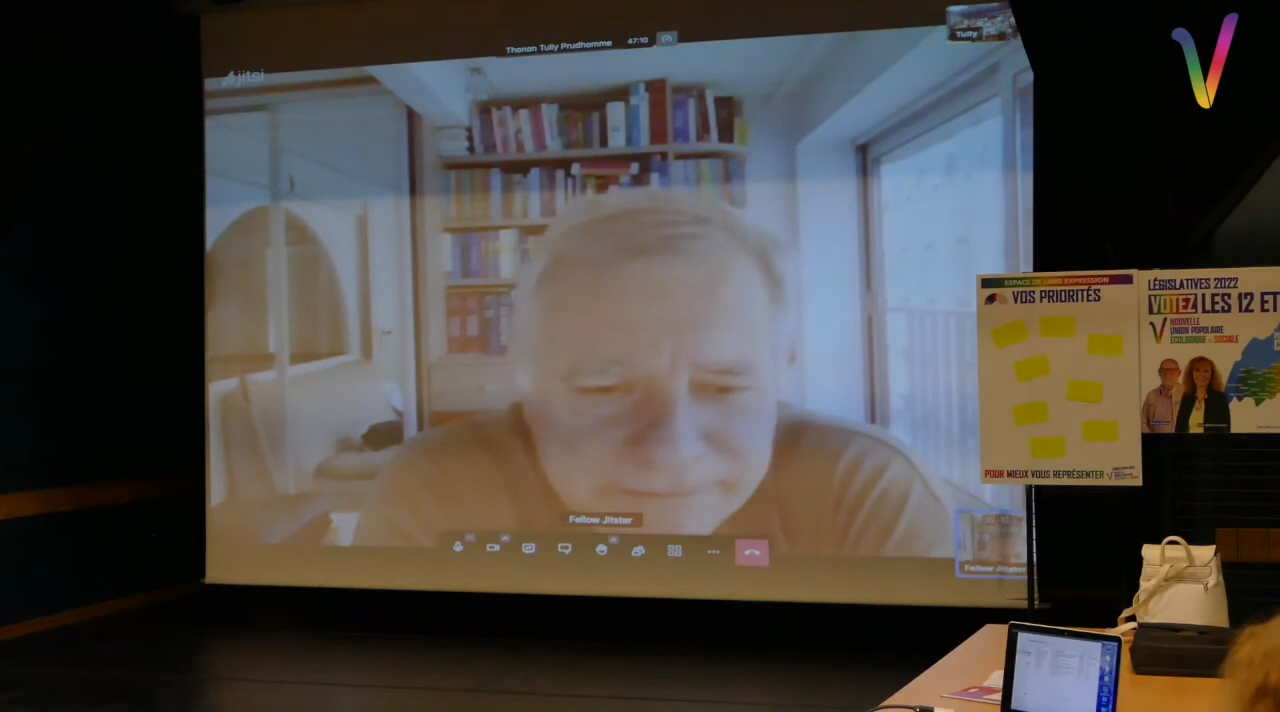 Thonon Tully Prudhomme 47:10
Tully
jitsi
Fellow Jitster
Fellow Jitster
ESPACE DE LIBRE EXPRESSION
VOS PRIORITÉS
POUR MIEUX VOUS REPRÉSENTER
LÉGISLATIVES 2022
VOTEZ LES 12 ET
NOUVELLE
UNION POPULAIRE
ÉCOLOGIQUE ET SOCIALE